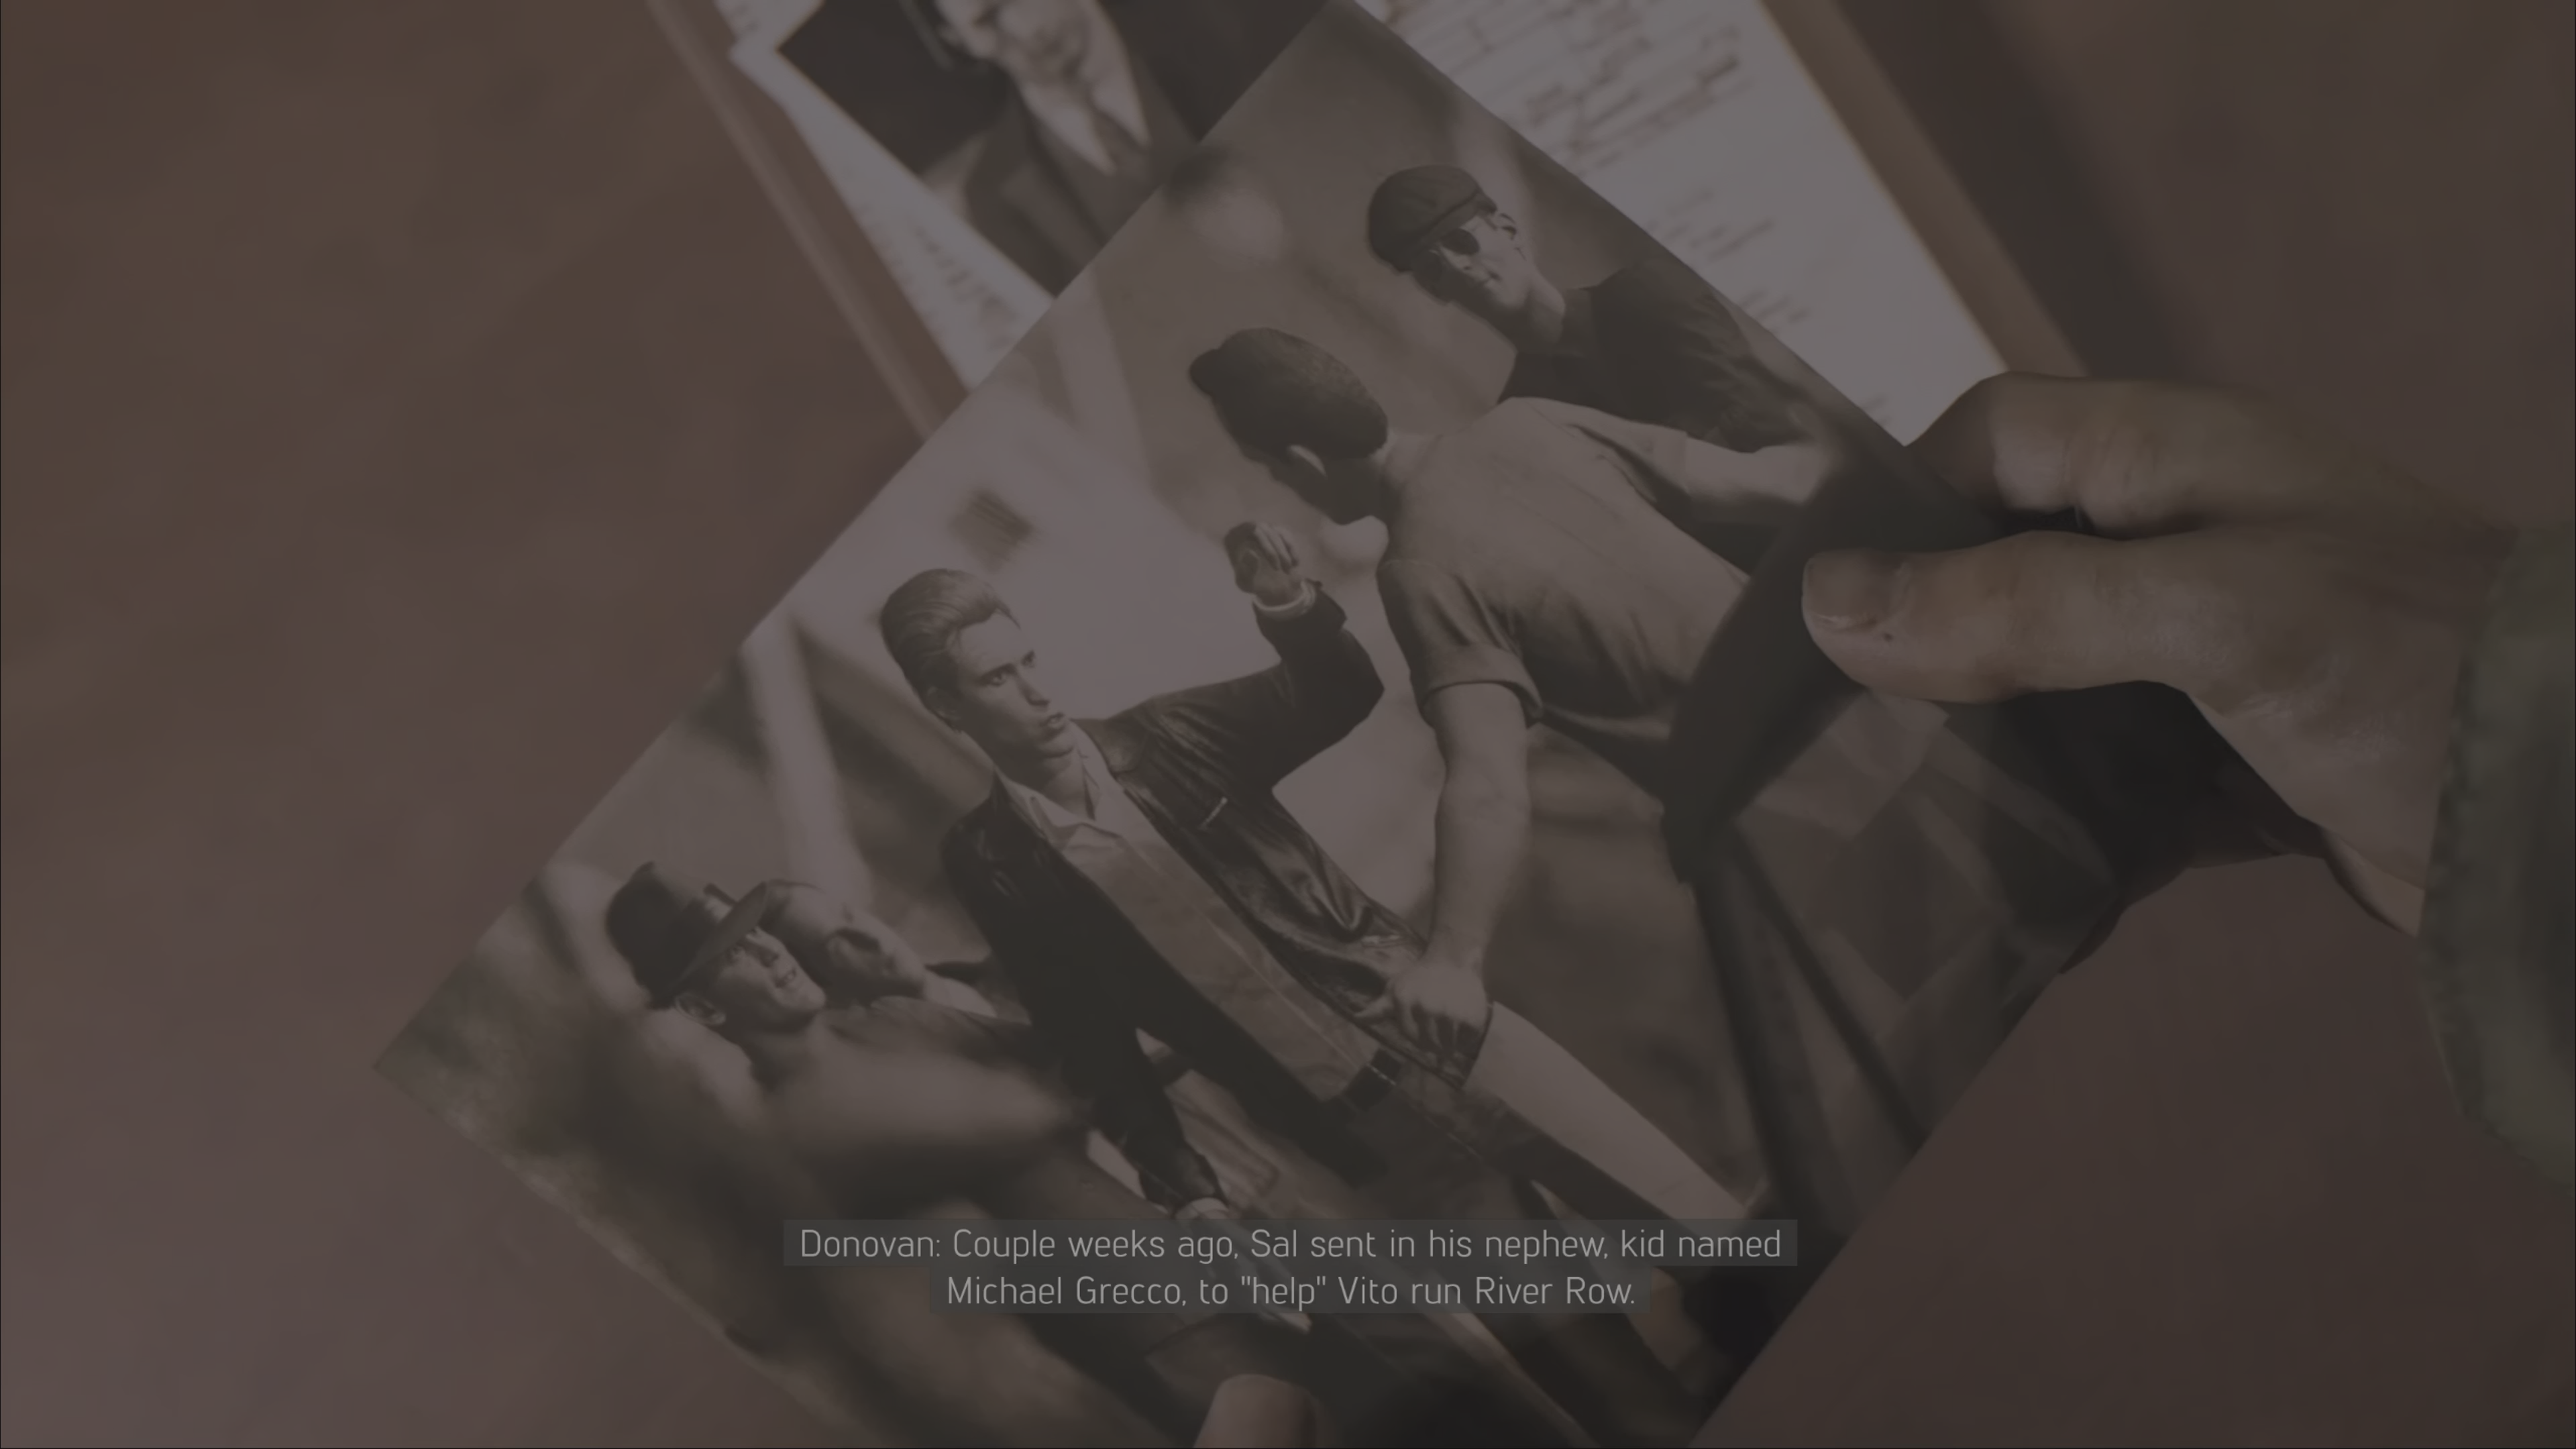 Donovan: Couple weeks ago, Sal sent in his nephew, kid named
Michael Grecco, to "help" Vito run River Row.